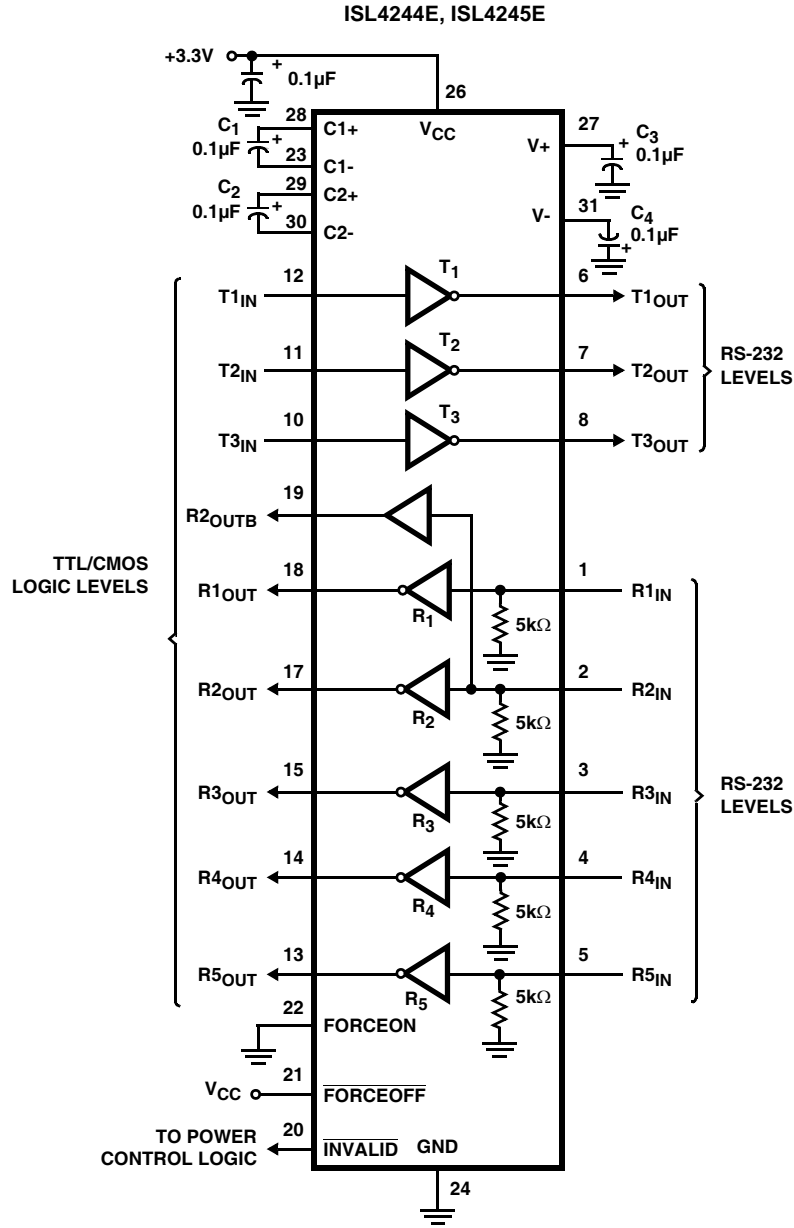 ISL4244E, ISL4245E
+3.3V
+
0.1µF
26
28
C1
0.1µF
+
C1+
VCC
27
V+
+
C3
0.1µF
23
C1-
29
C2
0.1µF
+
C2+
30
C2-
31
V-
C4
0.1µF
+
12
T1
6
T1IN
T1OUT
11
T2
7
T2IN
T2OUT
RS-232
LEVELS
10
T3
8
T3IN
T3OUT
19
R2OUTB
TTL/CMOS
LOGIC LEVELS
18
1
R1OUT
R1IN
R1
5kΩ
17
2
R2OUT
R2IN
R2
5kΩ
15
3
R3OUT
R3IN
R3
5kΩ
RS-232
LEVELS
14
4
R4OUT
R4IN
R4
5kΩ
13
5
R5OUT
R5IN
R5
5kΩ
22
FORCEON
21
VCC
FORCEOFF
20
TO POWER
CONTROL LOGIC
INVALID
GND
24